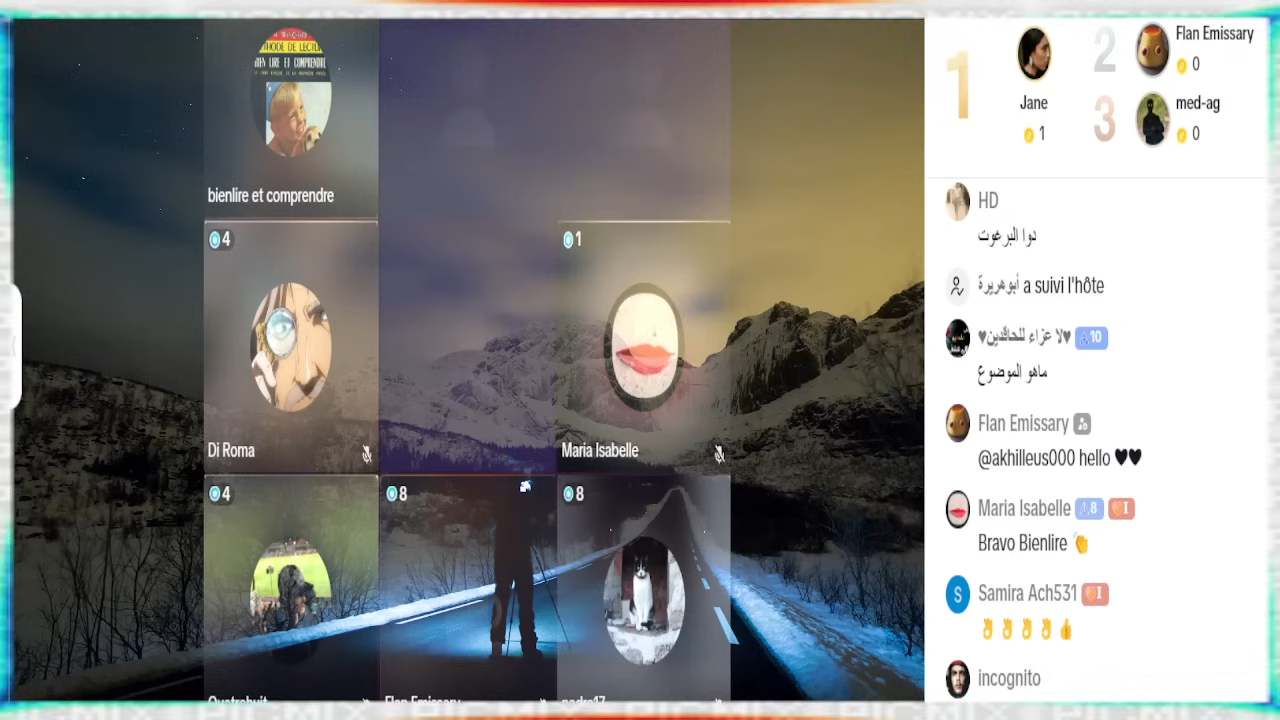 bienlire et comprendre
4
Di Roma
1
Maria Isabelle
4
8
8
1
Jane
1
2
Flan Emissary
0
3
med-ag
0
HD
دوا البرغوت
أبوهريرة a suivi l'hôte
♥لا عزاء للحاقدين♥ 10
ماهو الموضوع
Flan Emissary
@akhilleus000 hello 🖤🖤
Maria Isabelle 8 I
Bravo Bienlire 👏
S
Samira Ach531 I
👌👌👌👌👍
incognito